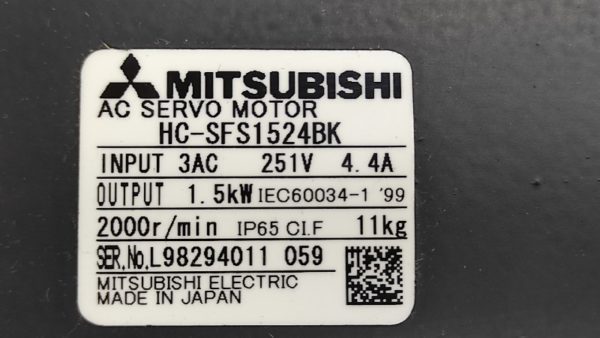 MITSUBISHI
AC SERVO MOTOR
HC-SFS1524BK
INPUT 3AC 251V 4.4A
OUTPUT 1.5kW IEC60034-1 '99
2000r/min IP65 CI.F 11kg
SER.No.L98294011 059
MITSUBISHI ELECTRIC
MADE IN JAPAN